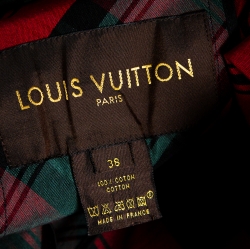 LOUIS VUITTON
PARIS
38
100% COTON
COTTON
MADE IN FRANCE